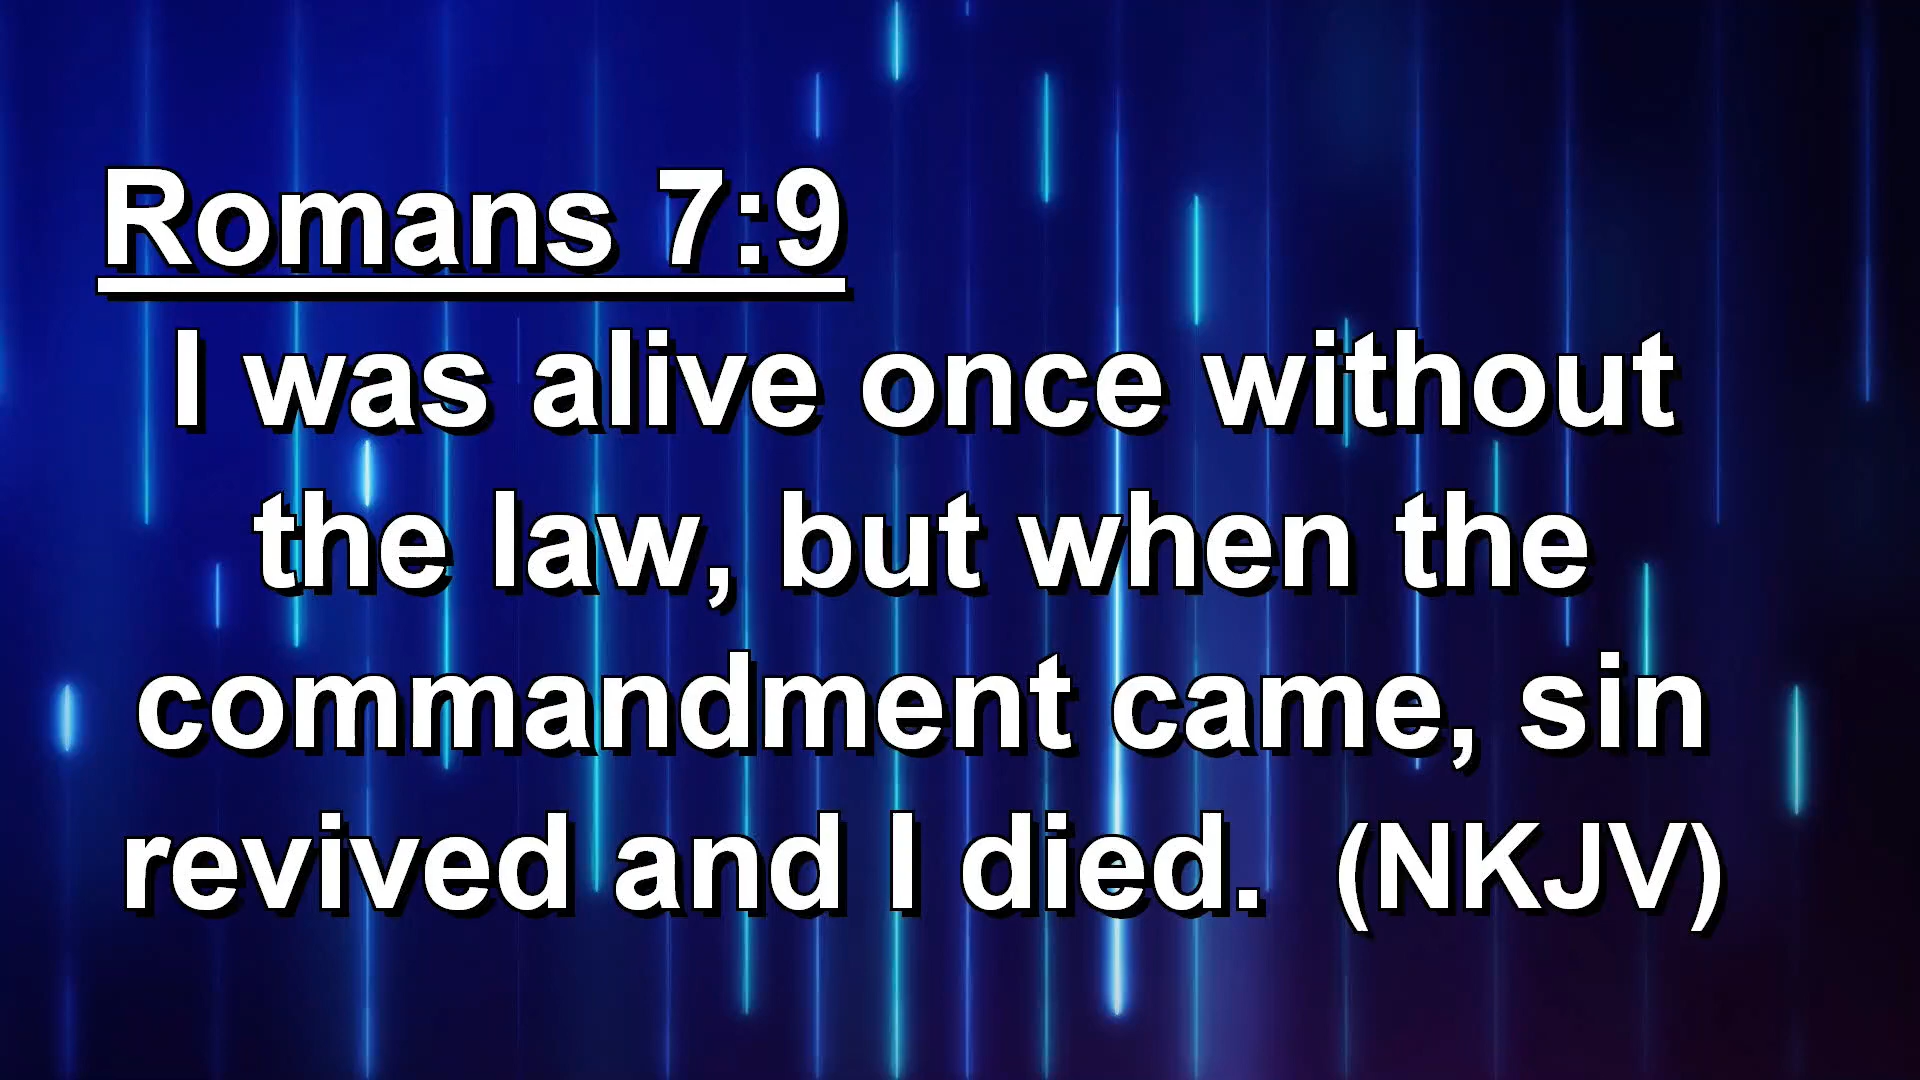 Romans 7:9
I was alive once without
the law, but when the
commandment came, sin
revived and I died.  (NKJV)